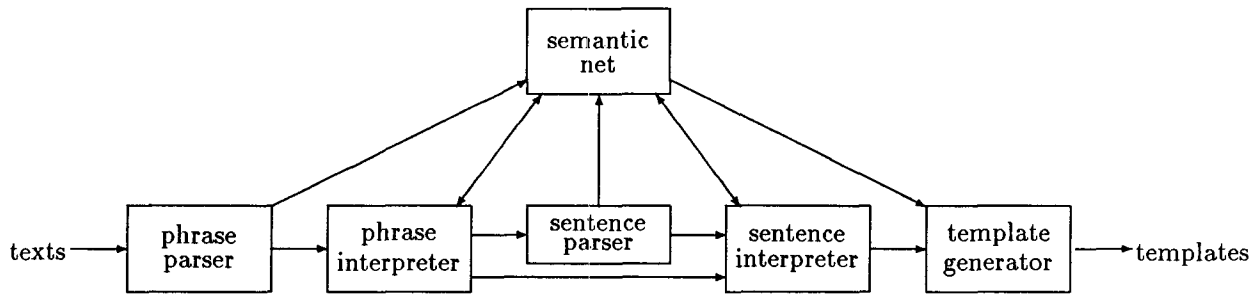 semantic
net
texts
phrase
parser
phrase
interpreter
sentence
parser
sentence
interpreter
template
generator
templates